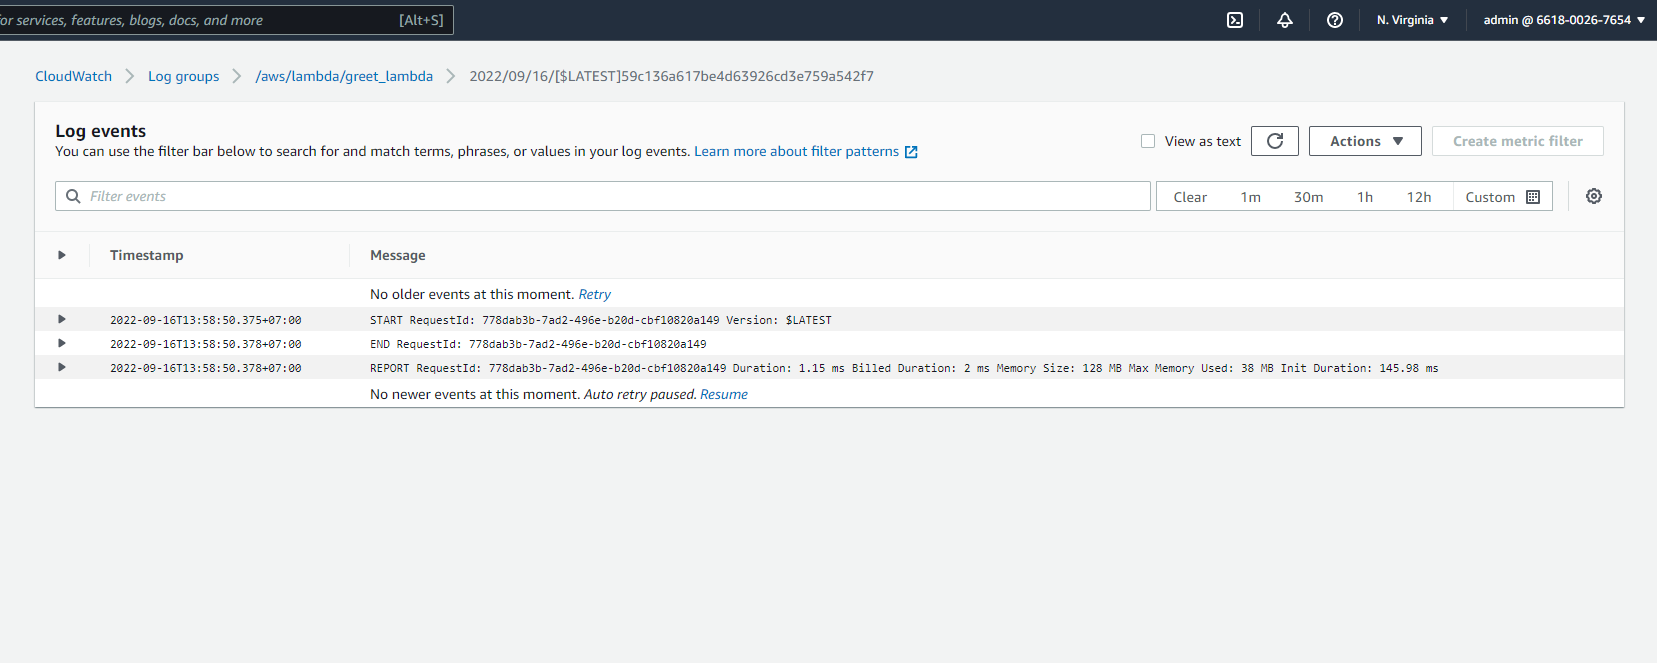 or services, features, blogs, docs, and more [Alt+S] N. Virginia ▼ admin @ 6618-0026-7654 ▼
CloudWatch > Log groups > /aws/lambda/greet_lambda > 2022/09/16/[$LATEST]59c136a617be4d63926cd3e759a542f7
Log events
You can use the filter bar below to search for and match terms, phrases, or values in your log events. Learn more about filter patterns
View as text Actions ▼ Create metric filter
Filter events Clear 1m 30m 1h 12h Custom
Timestamp Message
No older events at this moment. Retry
2022-09-16T13:58:50.375+07:00 START RequestId: 778dab3b-7ad2-496e-b20d-cbf10820a149 Version: $LATEST
2022-09-16T13:58:50.378+07:00 END RequestId: 778dab3b-7ad2-496e-b20d-cbf10820a149
2022-09-16T13:58:50.378+07:00 REPORT RequestId: 778dab3b-7ad2-496e-b20d-cbf10820a149 Duration: 1.15 ms Billed Duration: 2 ms Memory Size: 128 MB Max Memory Used: 38 MB Init Duration: 145.98 ms
No newer events at this moment. Auto retry paused. Resume